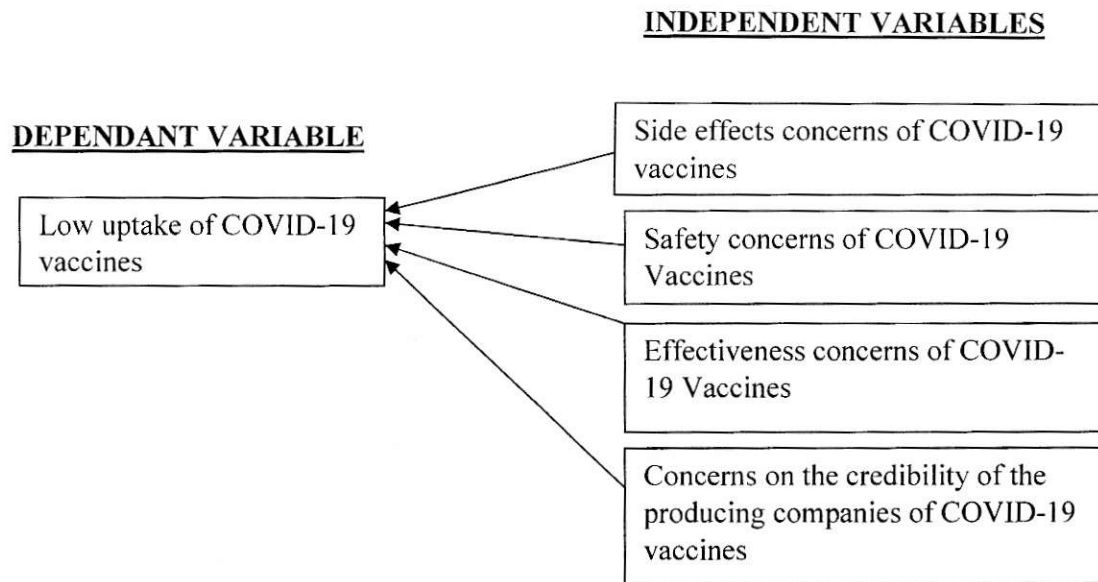 INDEPENDENT VARIABLES
DEPENDANT VARIABLE
Low uptake of COVID-19
vaccines
Side effects concerns of COVID-19
vaccines
Safety concerns of COVID-19
Vaccines
Effectiveness concerns of COVID-
19 Vaccines
Concerns on the credibility of the
producing companies of COVID-19
vaccines